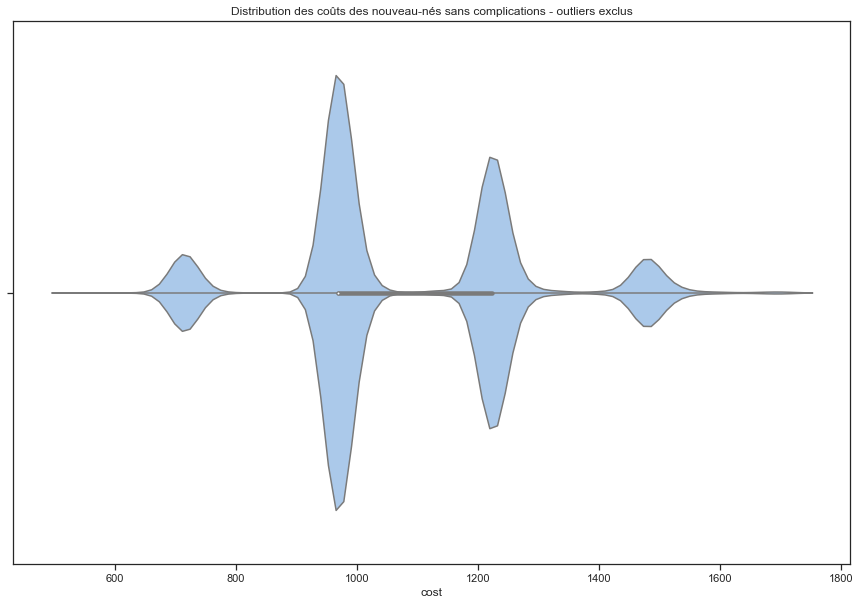 Distribution des coûts des nouveau-nés sans complications - outliers exclus
600 800 1000 1200 1400 1600 1800
cost